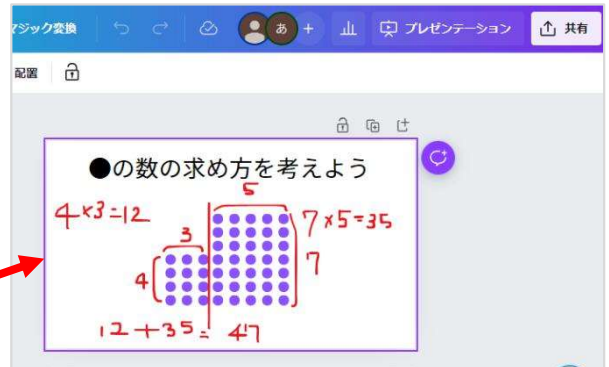 マジック変換
あ
プレゼンテーション
共有
配置
●の数の求め方を考えよう
5
4×3=12
7×5=35
3
7
4
12+35=47